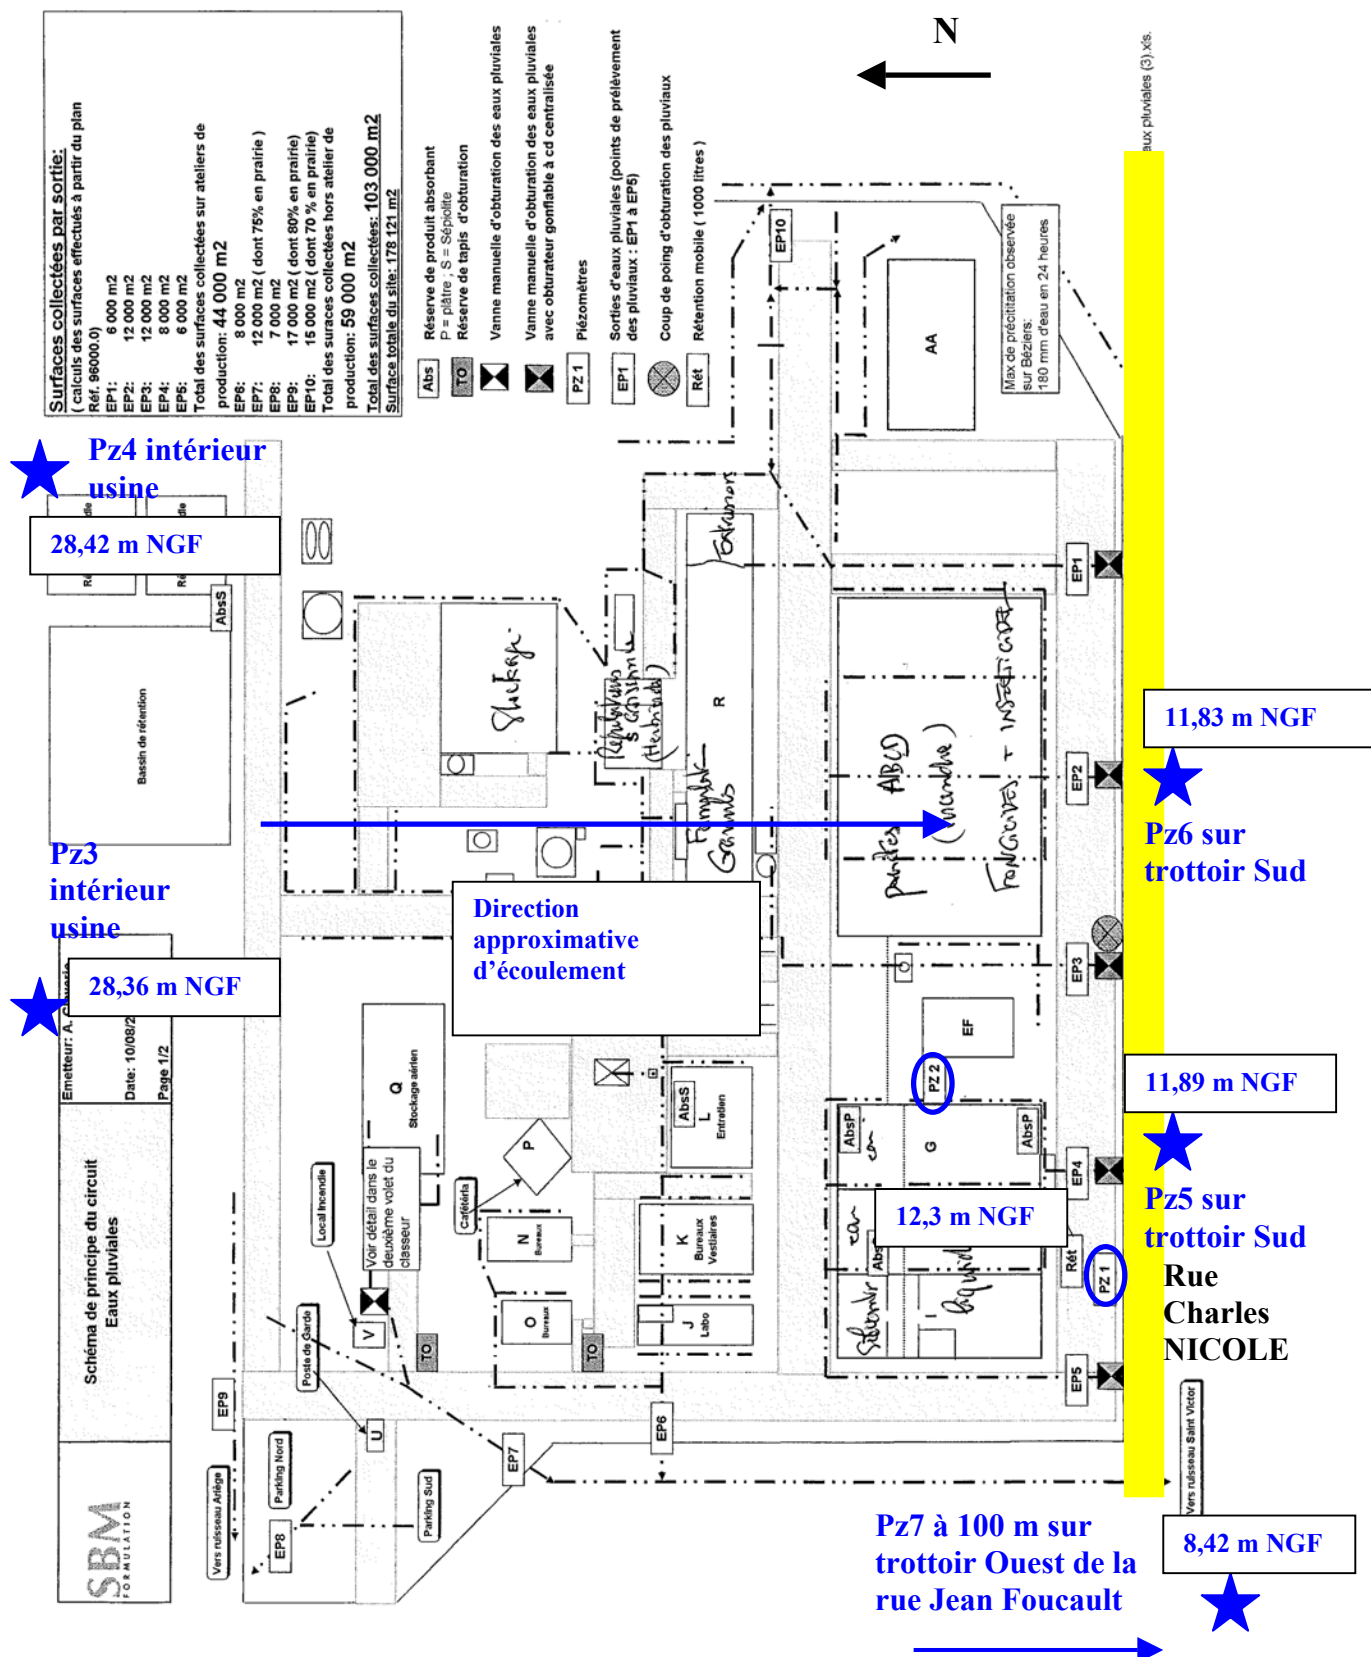 Surfaces collectées par sortie:
( calculs des surfaces effectués à partir du plan
Réf. 96000.0)
EP1: 6 000 m2
EP2: 12 000 m2
EP3: 12 000 m2
EP4: 8 000 m2
EP5: 6 000 m2
Total des surfaces collectées sur ateliers de
production: 44 000 m2
EP6: 8 000 m2
EP7: 12 000 m2 ( dont 75% en prairie )
EP8: 7 000 m2
EP9: 17 000 m2 ( dont 80% en prairie)
EP10: 15 000 m2 ( dont 70 % en prairie)
Total des suraces collectées hors atelier de
production: 59 000 m2
Total des surfaces collectées: 103 000 m2
Surface totale du site: 178 121 m2
Abs
Réserve de produit absorbant
P = plâtre ; S = Sépiolite
TO
Réserve de tapis d'obturation
Vanne manuelle d'obturation des eaux pluviales
Vanne manuelle d'obturation des eaux pluviales
avec obturateur gonflable à cd centralisée
PZ 1
Piézomètres
EP1
Sorties d'eaux pluviales (points de prélèvement
des pluviaux : EP1 à EP5)
Coup de poing d'obturation des pluviaux
Rét
Rétention mobile ( 1000 litres )
N
aux pluviales (3).xls.
EP10
AA
Max de précititation observée
sur Béziers:
180 mm d'eau en 24 heures
Pz4 intérieur
usine
28,42 m NGF
AbsS
Bassin de rétention
Stockage
S
(Herbicide)
Extrusion
R
Granulés
ABCD
FONGICIDES + INSECTICIDES
EP1
EP2
EP3
11,83 m NGF
Pz6 sur
trottoir Sud
Pz3
intérieur
usine
28,36 m NGF
Direction
approximative
d'écoulement
Emetteur: A.
Date: 10/08/2
Page 1/2
Schéma de principe du circuit
Eaux pluviales
SBM
FORMULATION
Q
Stockage aérien
Voir détail dans le
deuxième volet du
classeur
Local Incendie
Poste de Garde
V
U
TO
Cafétéria
P
N
Bureaux
O
Bureaux
TO
AbsS
L
Entretien
K
Bureaux
Vestiaires
J
Labo
EF
PZ 2
AbsP
AbsP
G
12,3 m NGF
Abs
I
Rét
PZ 1
EP4
EP5
11,89 m NGF
Pz5 sur
trottoir Sud
Rue
Charles
NICOLE
EP9
Vers ruisseau Ariège
Parking Nord
EP8
Parking Sud
EP7
EP6
Vers ruisseau Saint Victor
Pz7 à 100 m sur
trottoir Ouest de la
rue Jean Foucault
8,42 m NGF